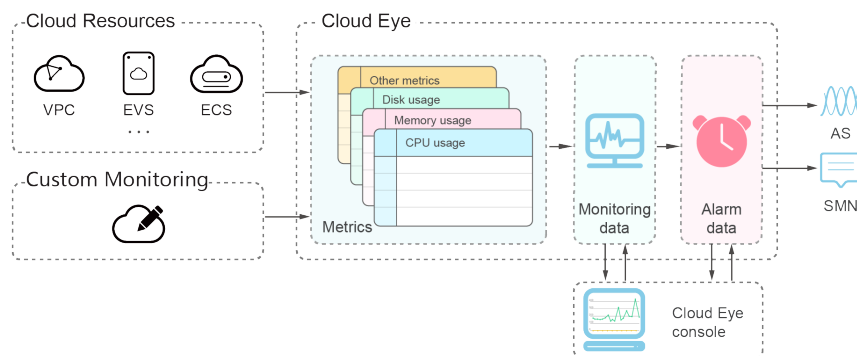 Cloud Resources
VPC
EVS
ECS
...
Custom Monitoring
Cloud Eye
Other metrics
Disk usage
Memory usage
CPU usage
Metrics
Monitoring
data
Alarm
data
AS
SMN
Cloud Eye
console